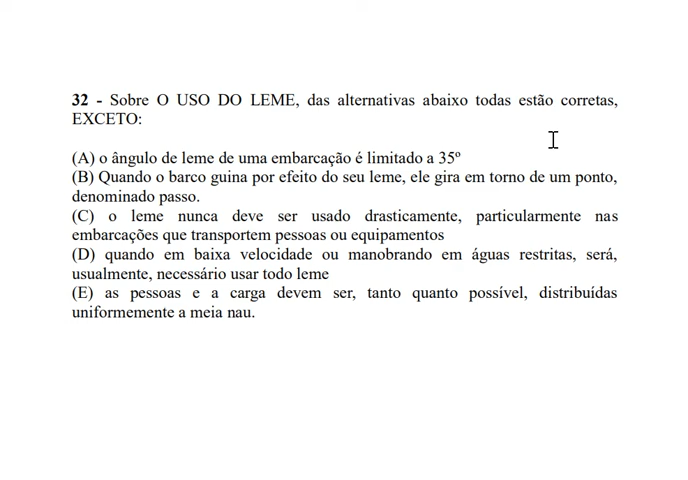 32 - Sobre O USO DO LEME, das alternativas abaixo todas estão corretas,
EXCETO:
(A) o ângulo de leme de uma embarcação é limitado a 35º
(B) Quando o barco guina por efeito do seu leme, ele gira em torno de um ponto,
denominado passo.
(C) o leme nunca deve ser usado drasticamente, particularmente nas
embarcações que transportem pessoas ou equipamentos
(D) quando em baixa velocidade ou manobrando em águas restritas, será,
usualmente, necessário usar todo leme
(E) as pessoas e a carga devem ser, tanto quanto possível, distribuídas
uniformemente a meia nau.